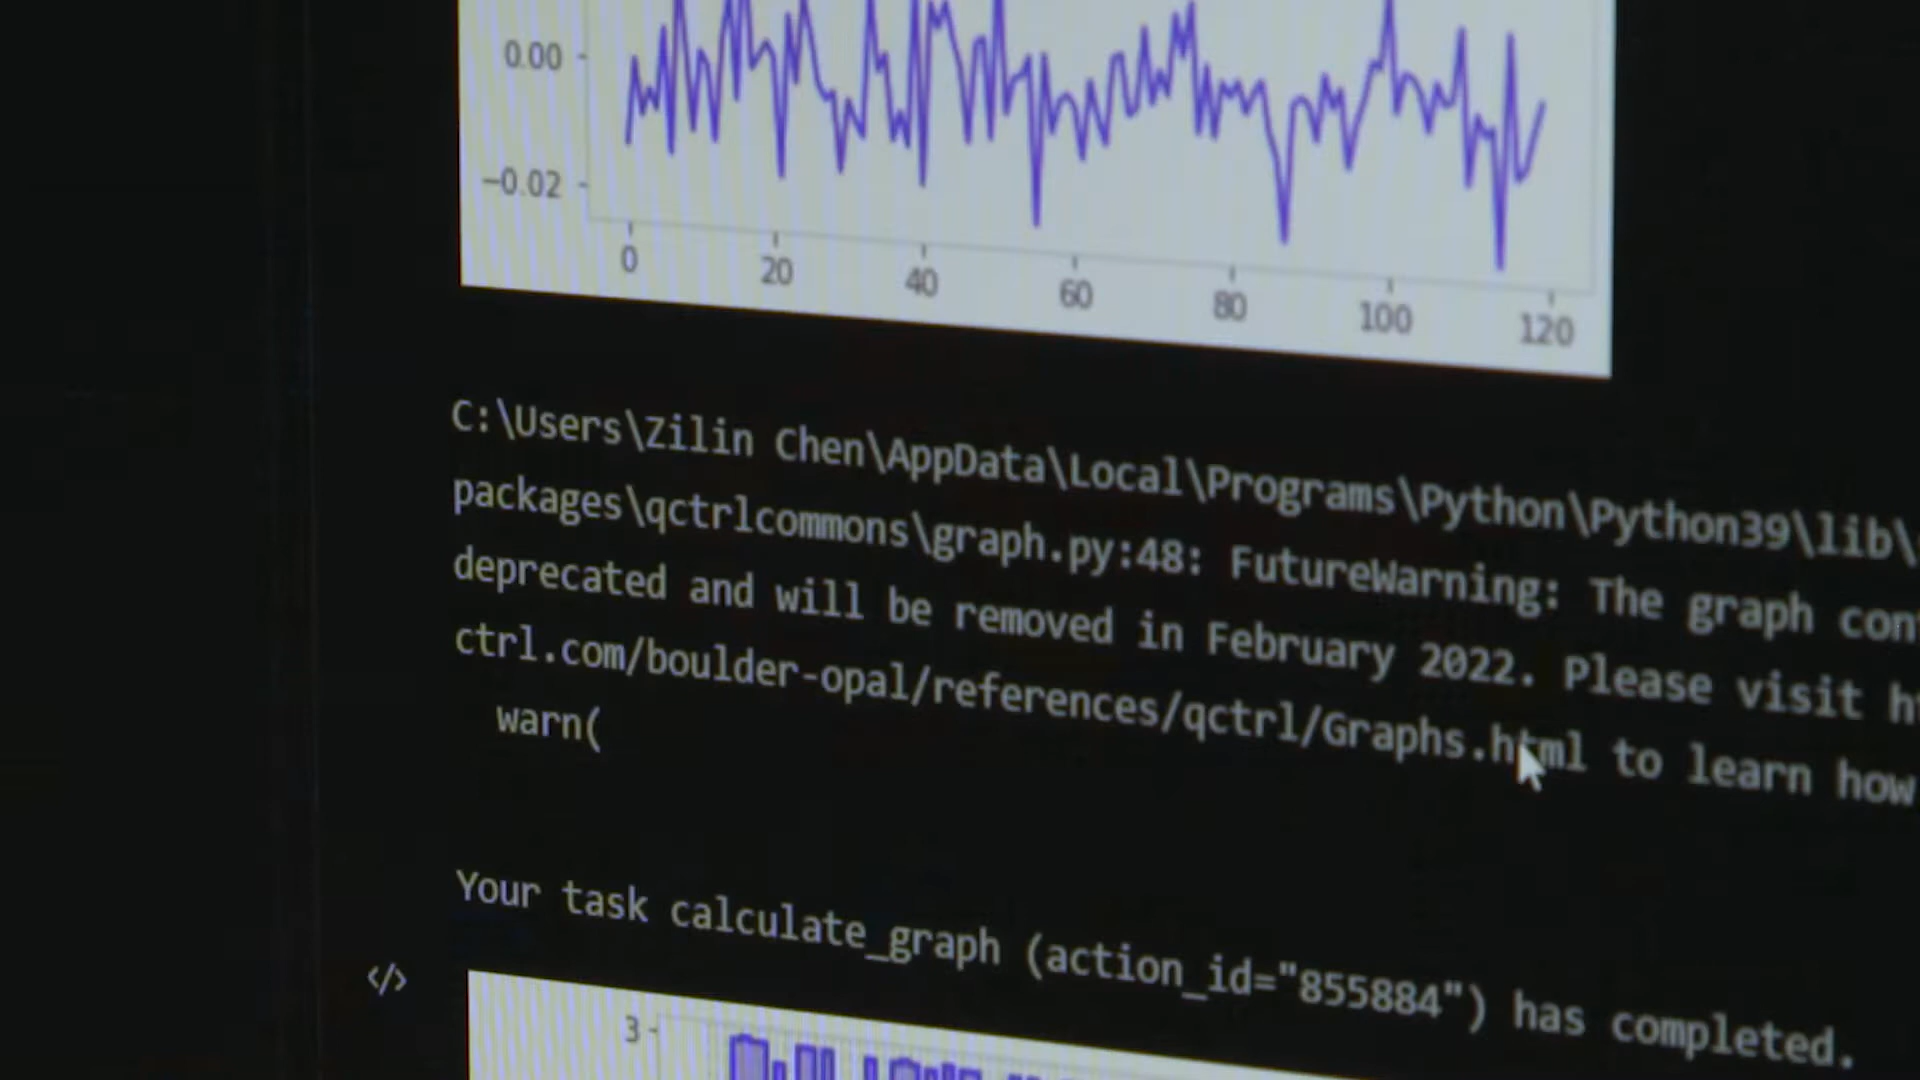 0.00
−0.02
0 20 40 60 80 100 120
C:\Users\Zilin Chen\AppData\Local\Programs\Python\Python39\lib\
packages\qctrlcommons\graph.py:48: FutureWarning: The graph
deprecated and will be removed in February 2022. Please visit
ctrl.com/boulder-opal/references/qctrl/Graphs.html to learn how
warn(
Your task calculate_graph (action_id="855884") has completed.
</>
3